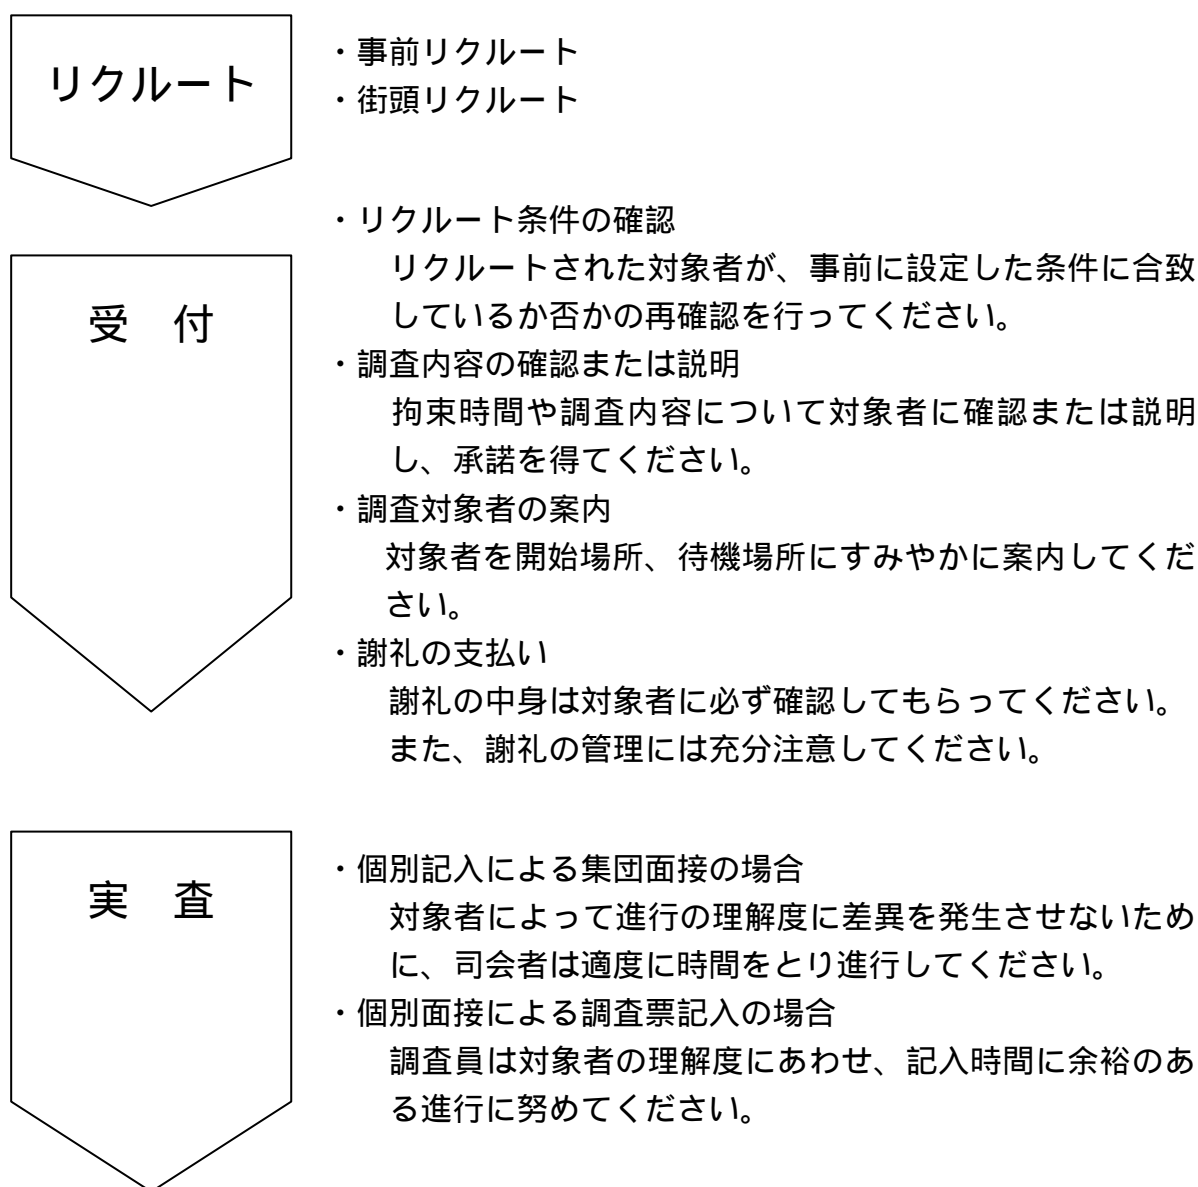 リクルート
・事前リクルート
・街頭リクルート
受　付
・リクルート条件の確認
リクルートされた対象者が、事前に設定した条件に合致
しているか否かの再確認を行ってください。
・調査内容の確認または説明
拘束時間や調査内容について対象者に確認または説明
し、承諾を得てください。
・調査対象者の案内
対象者を開始場所、待機場所にすみやかに案内してくだ
さい。
・謝礼の支払い
謝礼の中身は対象者に必ず確認してもらってください。
また、謝礼の管理には充分注意してください。
実　査
・個別記入による集団面接の場合
対象者によって進行の理解度に差異を発生させないため
に、司会者は適度に時間をとり進行してください。
・個別面接による調査票記入の場合
調査員は対象者の理解度にあわせ、記入時間に余裕のあ
る進行に努めてください。